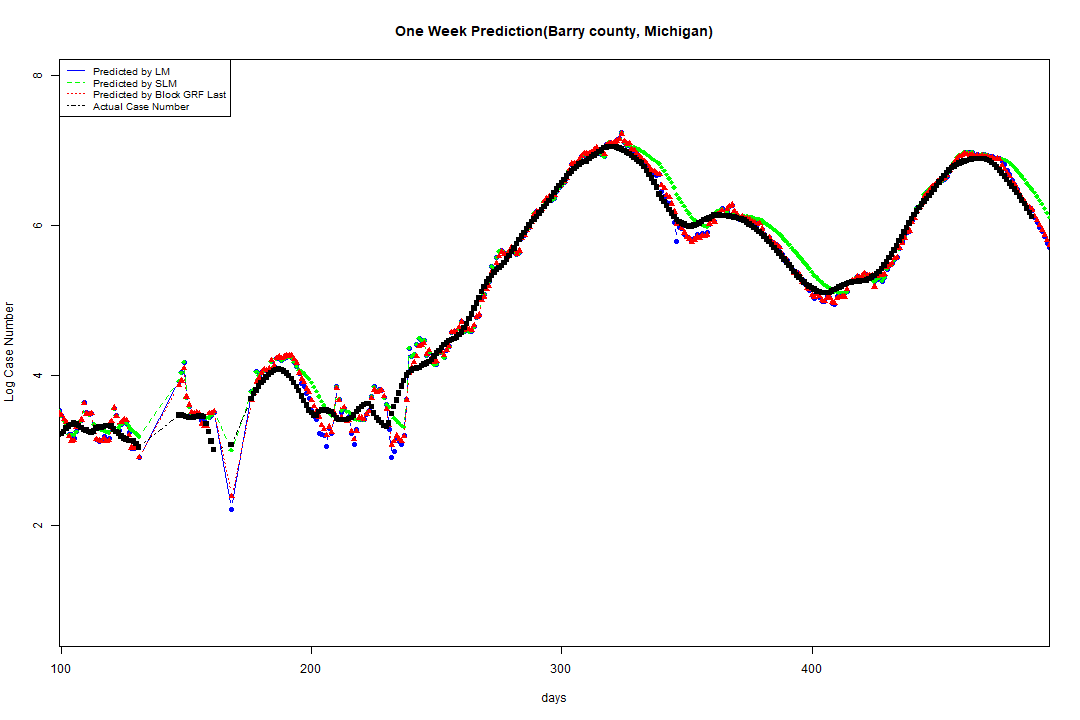 One Week Prediction(Barry county, Michigan)
Predicted by LM
Predicted by SLM
Predicted by Block GRF Last
Actual Case Number
8
6
4
2
Log Case Number
100 200 300 400
days